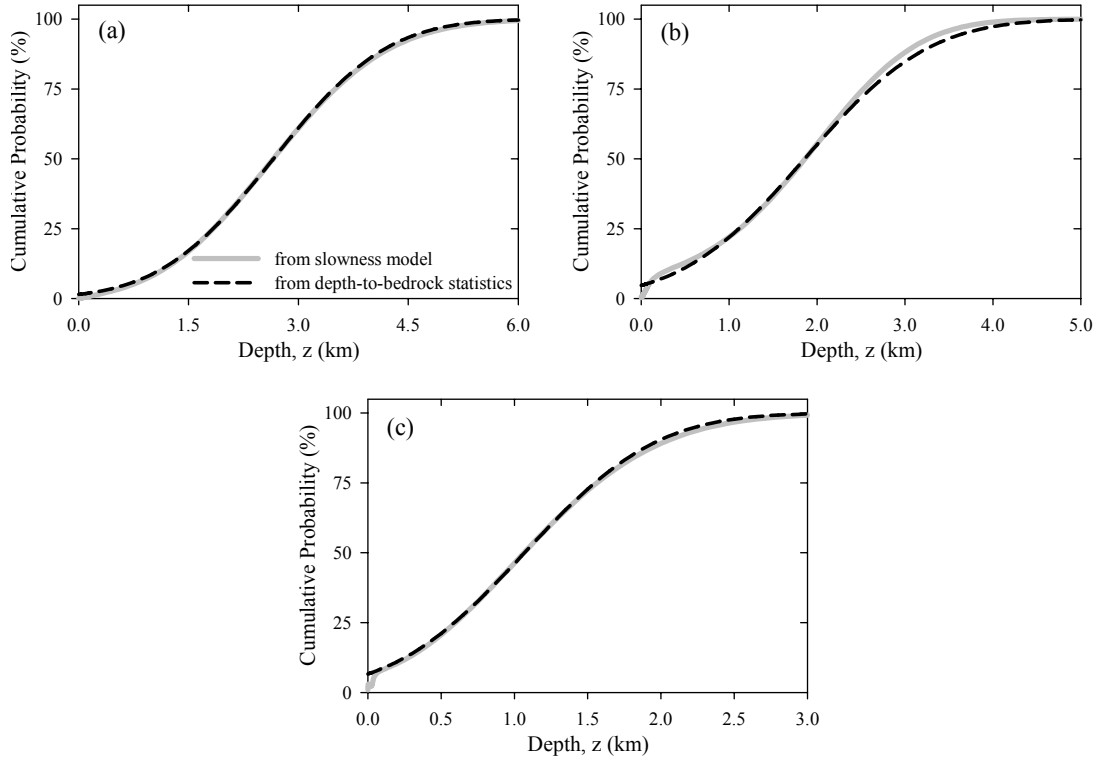 (a)
Cumulative Probability (%)
100
75
50
25
0
from slowness model
from depth-to-bedrock statistics
0.0 1.5 3.0 4.5 6.0
Depth, z (km)
(b)
Cumulative Probability (%)
100
75
50
25
0
0.0 1.0 2.0 3.0 4.0 5.0
Depth, z (km)
(c)
Cumulative Probability (%)
100
75
50
25
0
0.0 0.5 1.0 1.5 2.0 2.5 3.0
Depth, z (km)